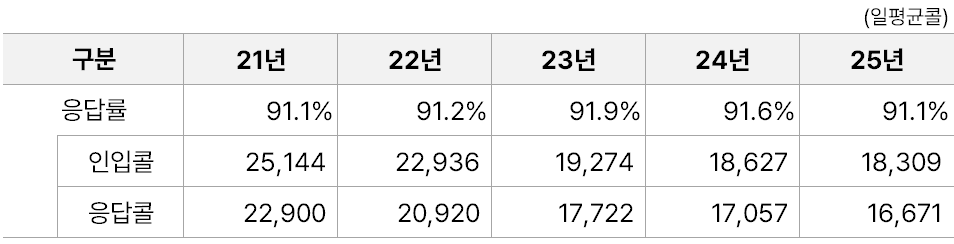 (일평균콜)
구분 21년 22년 23년 24년 25년
응답률 91.1% 91.2% 91.9% 91.6% 91.1%
인입콜 25,144 22,936 19,274 18,627 18,309
응답콜 22,900 20,920 17,722 17,057 16,671